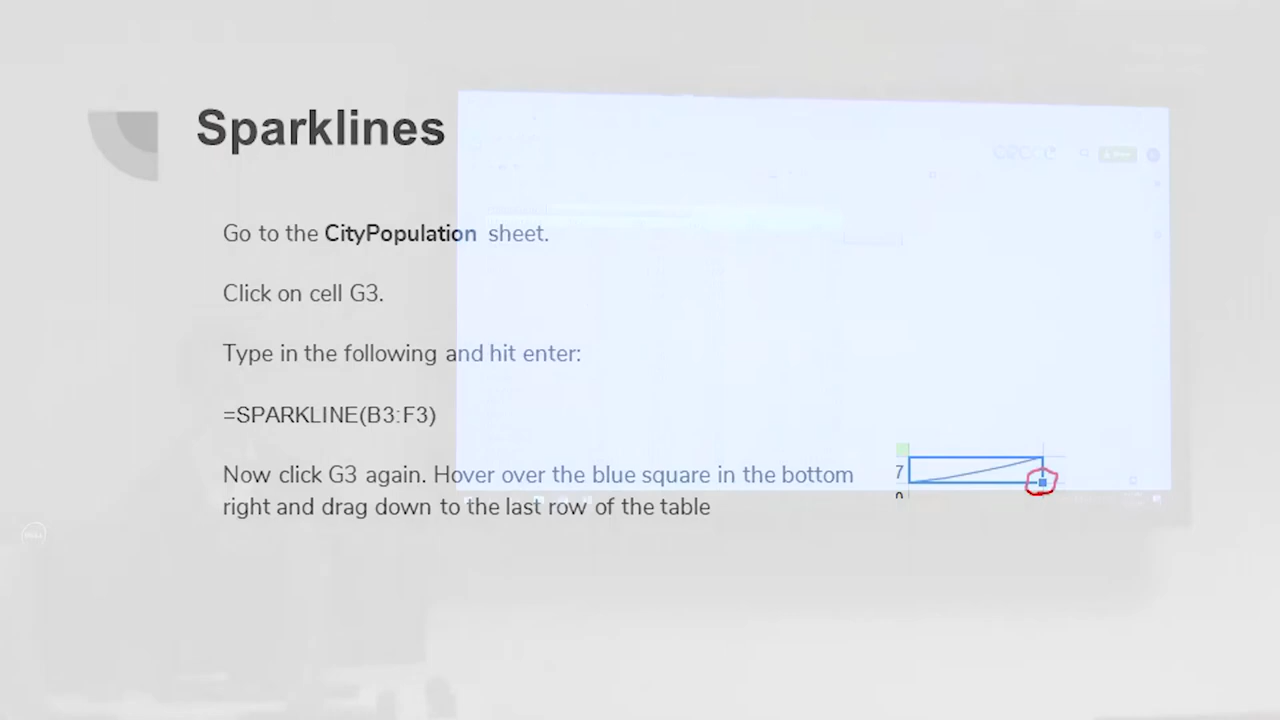 Sparklines
Go to the CityPopulation sheet.
Click on cell G3.
Type in the following and hit enter:
=SPARKLINE(B3:F3)
Now click G3 again. Hover over the blue square in the bottom
right and drag down to the last row of the table
7